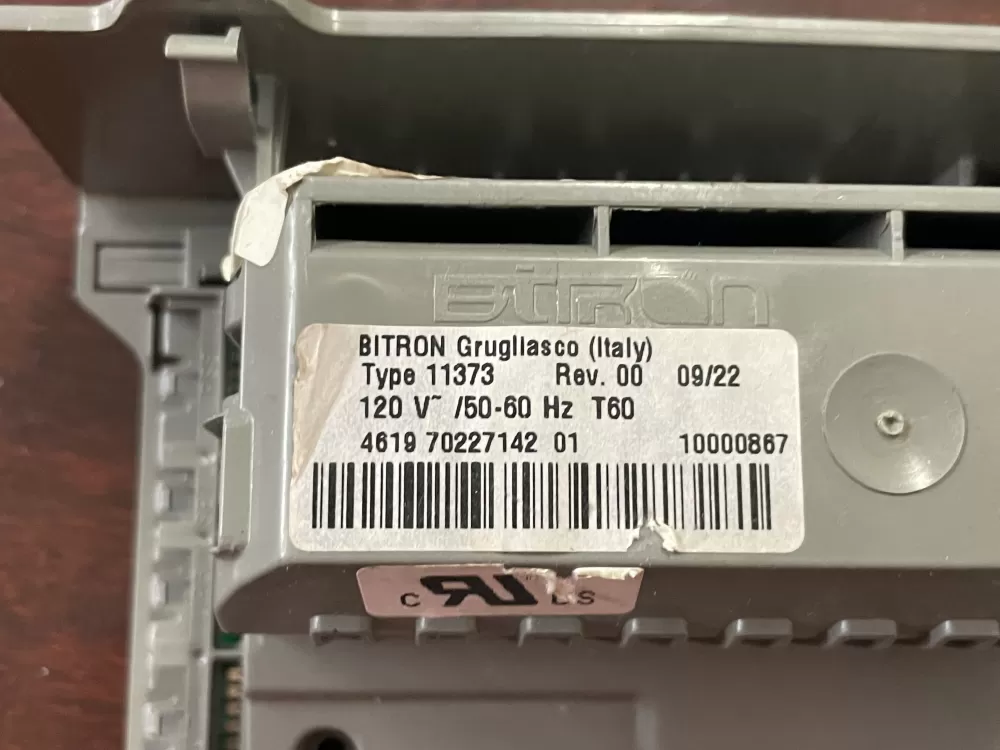 Bitron
BITRON Grugliasco (Italy)
Type 11373 Rev. 00 09/22
120 V~ /50-60 Hz T60
4619 70227142 01 10000867
C RU US